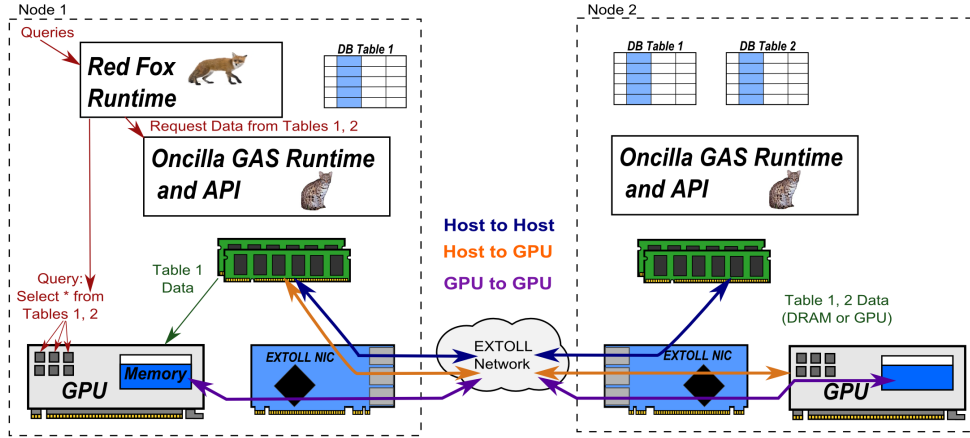 Node 1
Node 2
Queries
Red Fox
Runtime
DB Table 1
DB Table 1
DB Table 2
Request Data from Tables 1, 2
Oncilla GAS Runtime
and API
Oncilla GAS Runtime
and API
Host to Host
Host to GPU
GPU to GPU
Query:
Select * from
Tables 1, 2
Table 1
Data
Table 1, 2 Data
(DRAM or GPU)
EXTOLL
Network
EXTOLL NIC
EXTOLL NIC
GPU
Memory
GPU